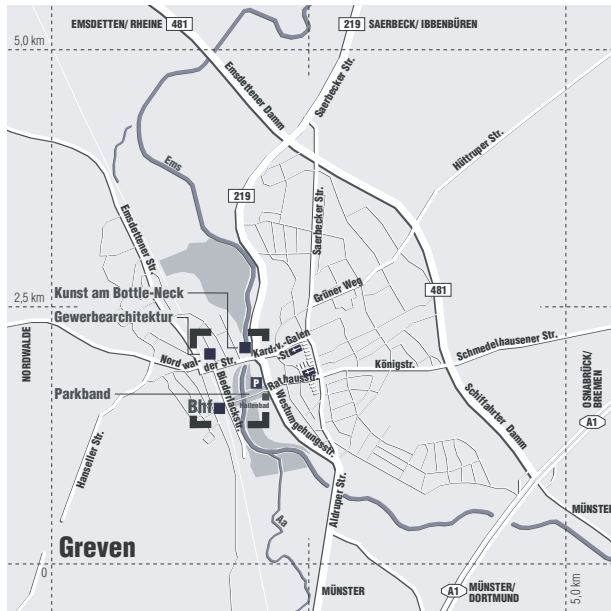 EMSDETTEN/ RHEINE 481
219 SAERBECK/ IBBENBÜREN
5,0 km
Emsdettener Damm
Saerbecker Str.
Hüttruper Str.
Ems
219
Emsdettener Str.
Saerbecker Str.
Grüner Weg
481
2,5 km
Kunst am Bottle-Neck
Gewerbearchitektur
NORDWALDE
Nordwal-
der Str.
Kard.-v.-Galen
Str.
Schmedelhausener Str.
Königstr.
OSNABRÜCK/
BREMEN
P
Rathausstr.
Parkband
Bhf
Biederlackstr.
Hallenbad
Westumgehungsstr.
Schiffahrter Damm
A1
Hanseller Str.
Aldruper Str.
Aa
MÜNSTER
Greven
0
MÜNSTER
A1
MÜNSTER/
DORTMUND
5,0 km